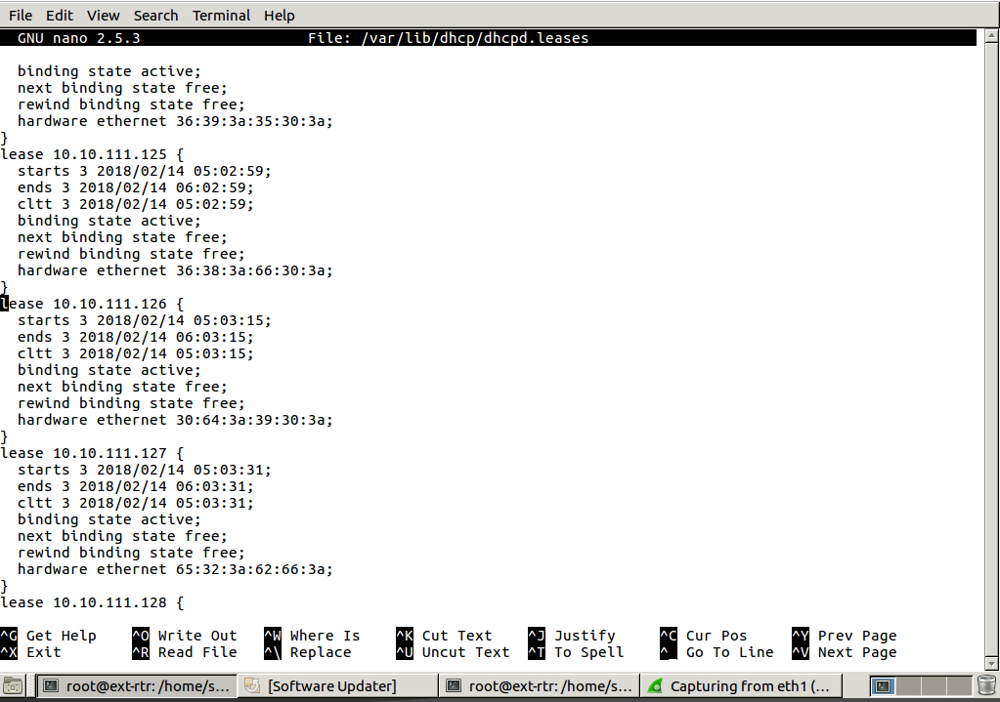 File Edit View Search Terminal Help
GNU nano 2.5.3 File: /var/lib/dhcp/dhcpd.leases
binding state active;
next binding state free;
rewind binding state free;
hardware ethernet 36:39:3a:35:30:3a;
}
lease 10.10.111.125 {
starts 3 2018/02/14 05:02:59;
ends 3 2018/02/14 06:02:59;
cltt 3 2018/02/14 05:02:59;
binding state active;
next binding state free;
rewind binding state free;
hardware ethernet 36:38:3a:66:30:3a;
}
lease 10.10.111.126 {
starts 3 2018/02/14 05:03:15;
ends 3 2018/02/14 06:03:15;
cltt 3 2018/02/14 05:03:15;
binding state active;
next binding state free;
rewind binding state free;
hardware ethernet 30:64:3a:39:30:3a;
}
lease 10.10.111.127 {
starts 3 2018/02/14 05:03:31;
ends 3 2018/02/14 06:03:31;
cltt 3 2018/02/14 05:03:31;
binding state active;
next binding state free;
rewind binding state free;
hardware ethernet 65:32:3a:62:66:3a;
}
lease 10.10.111.128 {
^G Get Help ^O Write Out ^W Where Is ^K Cut Text ^J Justify ^C Cur Pos ^Y Prev Page
^X Exit ^R Read File ^\ Replace ^U Uncut Text ^T To Spell ^_ Go To Line ^V Next Page
root@ext-rtr: /home/s... [Software Updater] root@ext-rtr: /home/s... Capturing from eth1 (...